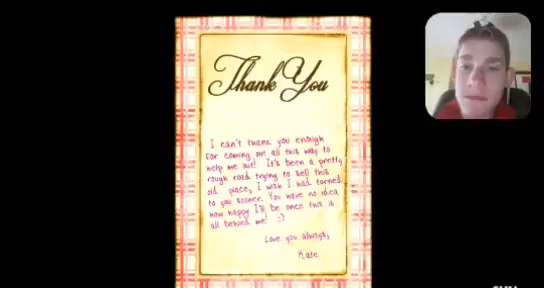 Thank You
I can't thank you enough
for coming out all this way to
help me out! It's been a pretty
rough road trying to sell this
old place, I wish I had turned
to you sooner. You have no idea
how happy I'll be once this is
all behind me! :)
Love you always,
Kate